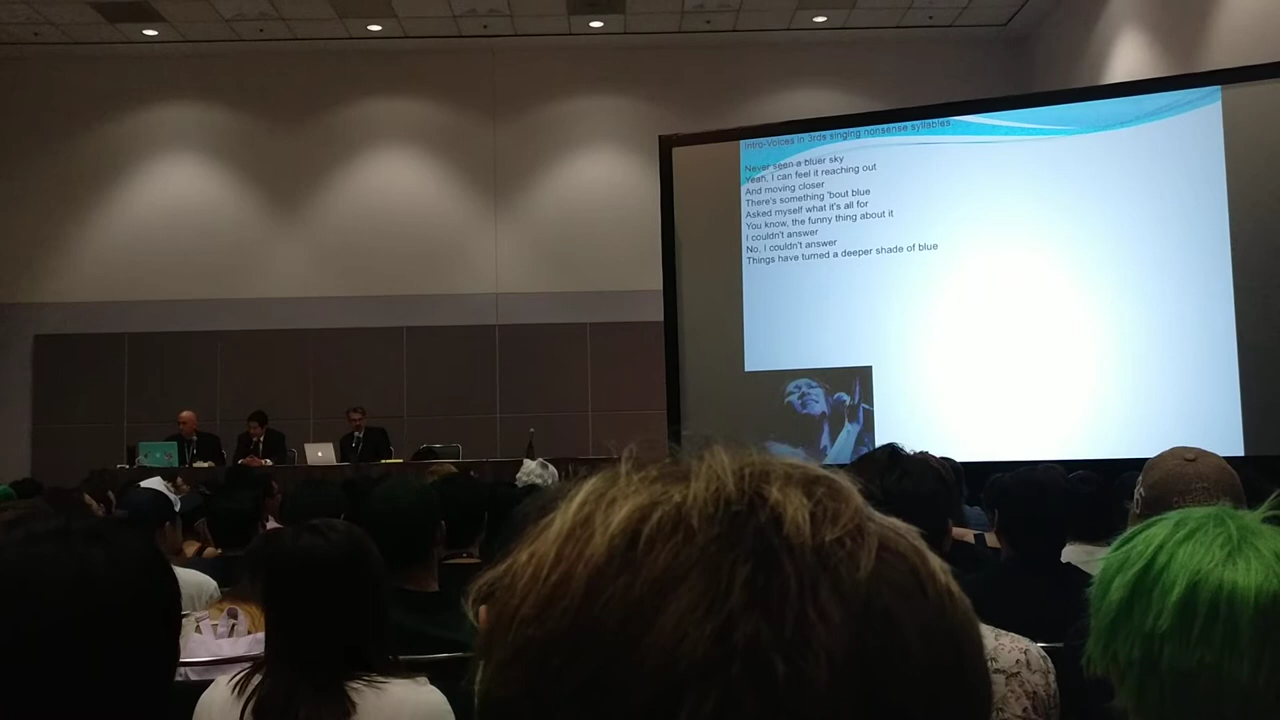 Intro-Voices in 3rds singing nonsense syllables
Never seen a bluer sky
Yeah, I can feel it reaching out
And moving closer
There's something 'bout blue
Asked myself what it's all for
You know, the funny thing about it
I couldn't answer
No, I couldn't answer
Things have turned a deeper shade of blue